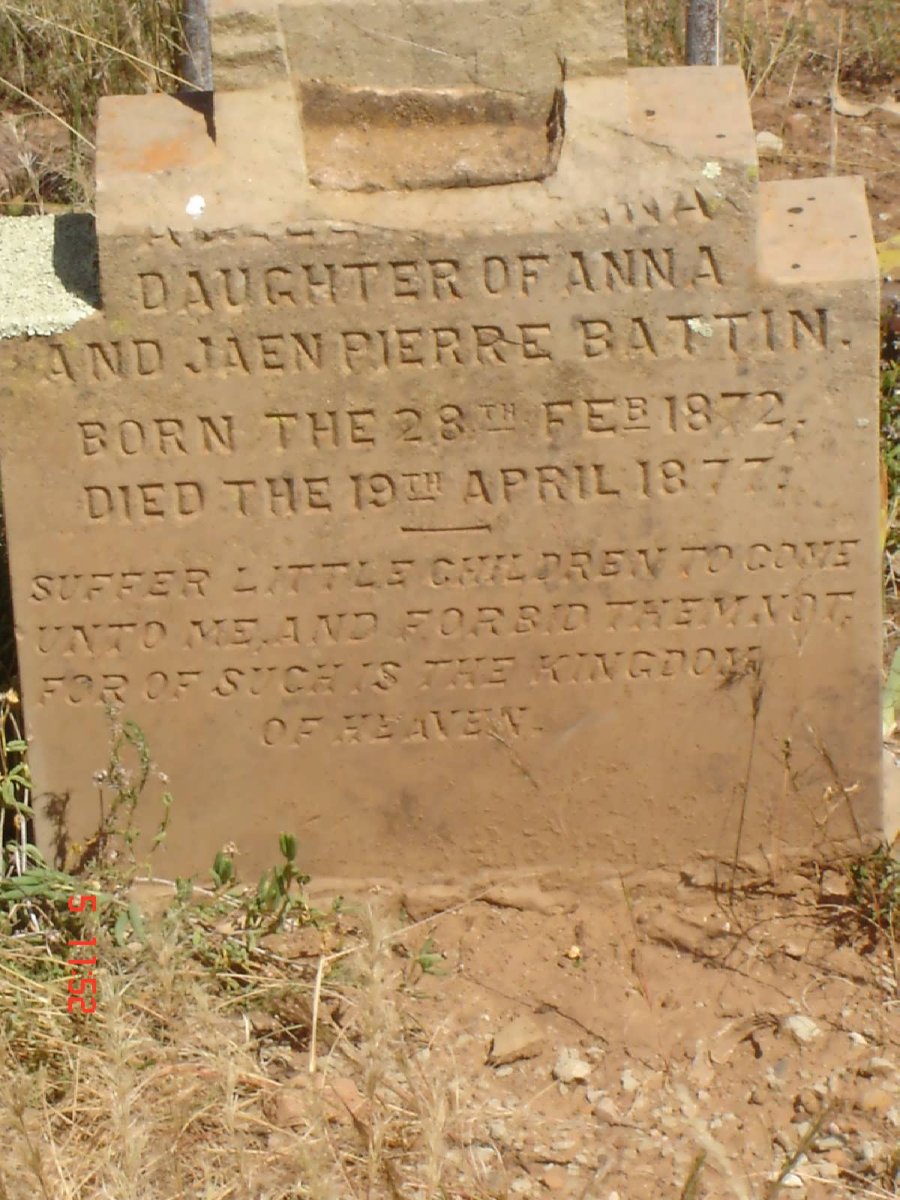 DAUGHTER OF ANNA
AND JAEN PIERRE BATTIN.
BORN THE 28TH FEB 1872,
DIED THE 19TH APRIL 1877.
SUFFER LITTLE CHILDREN TO COME
UNTO ME, AND FORBID THEM NOT,
FOR OF SUCH IS THE KINGDOM
OF HEAVEN.
5 11:52